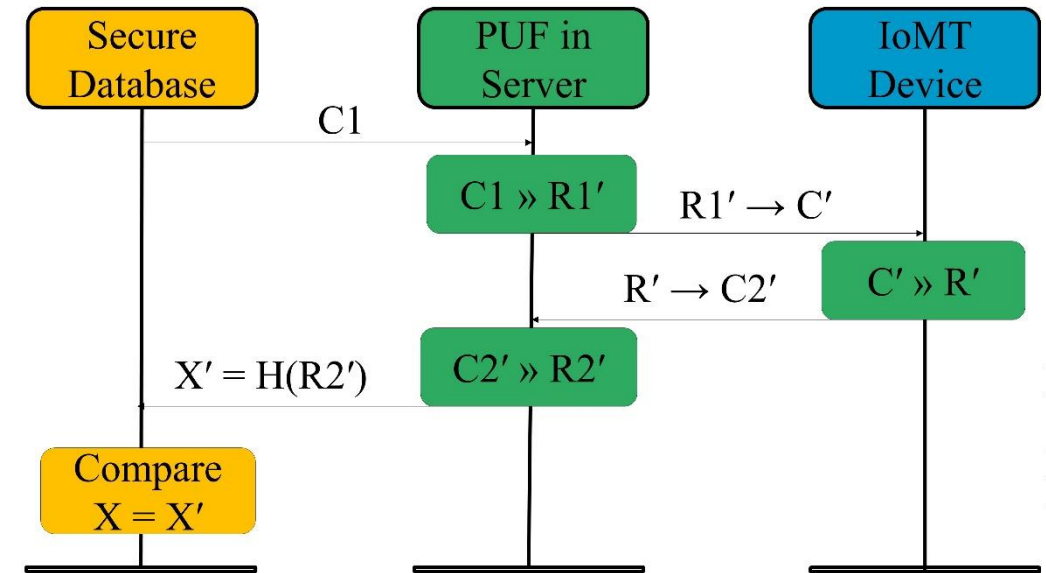 Secure
Database
PUF in
Server
IoMT
Device
C1
C1 » R1′
R1′ → C′
C′ » R′
R′ → C2′
C2′ » R2′
X′ = H(R2′)
Compare
X = X′